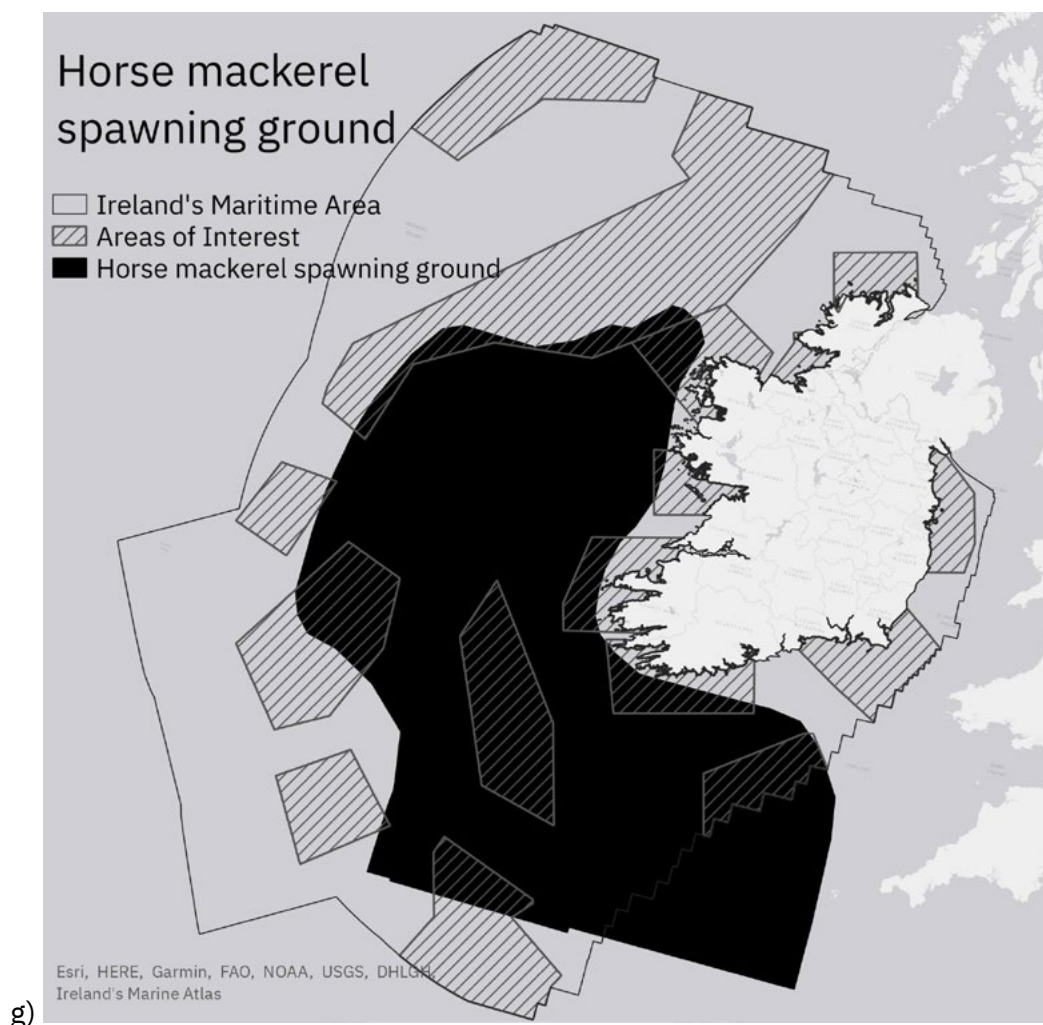 Horse mackerel
spawning ground
Ireland's Maritime Area
Areas of Interest
Horse mackerel spawning ground
Esri, HERE, Garmin, FAO, NOAA, USGS, DHLGH,
Ireland's Marine Atlas
g)